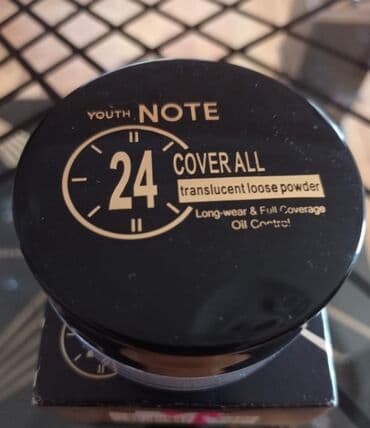 YOUTH NOTE
24
COVER ALL
translucent loose powder
Long-wear & Full Coverage
Oil Control